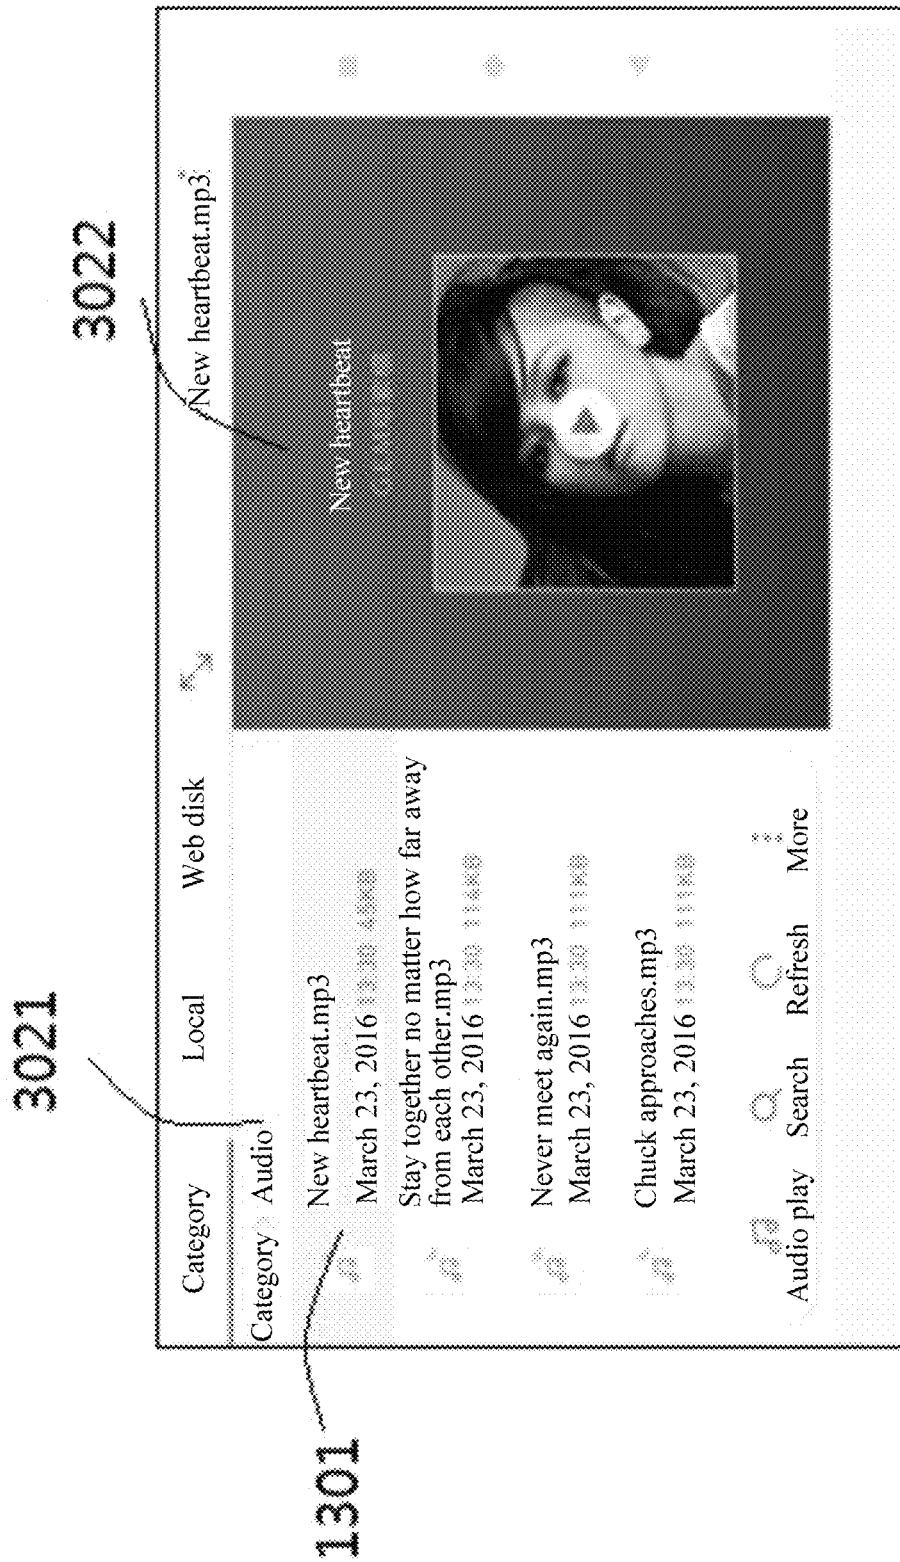 3021
3022
1301
Category
Local
Web disk
New heartbeat.mp3
Category
Audio
New heartbeat.mp3
March 23, 2016
Stay together no matter how far away
from each other.mp3
March 23, 2016
Never meet again.mp3
March 23, 2016
Chuck approaches.mp3
March 23, 2016
Audio play
Search
Refresh
More
New heartbeat